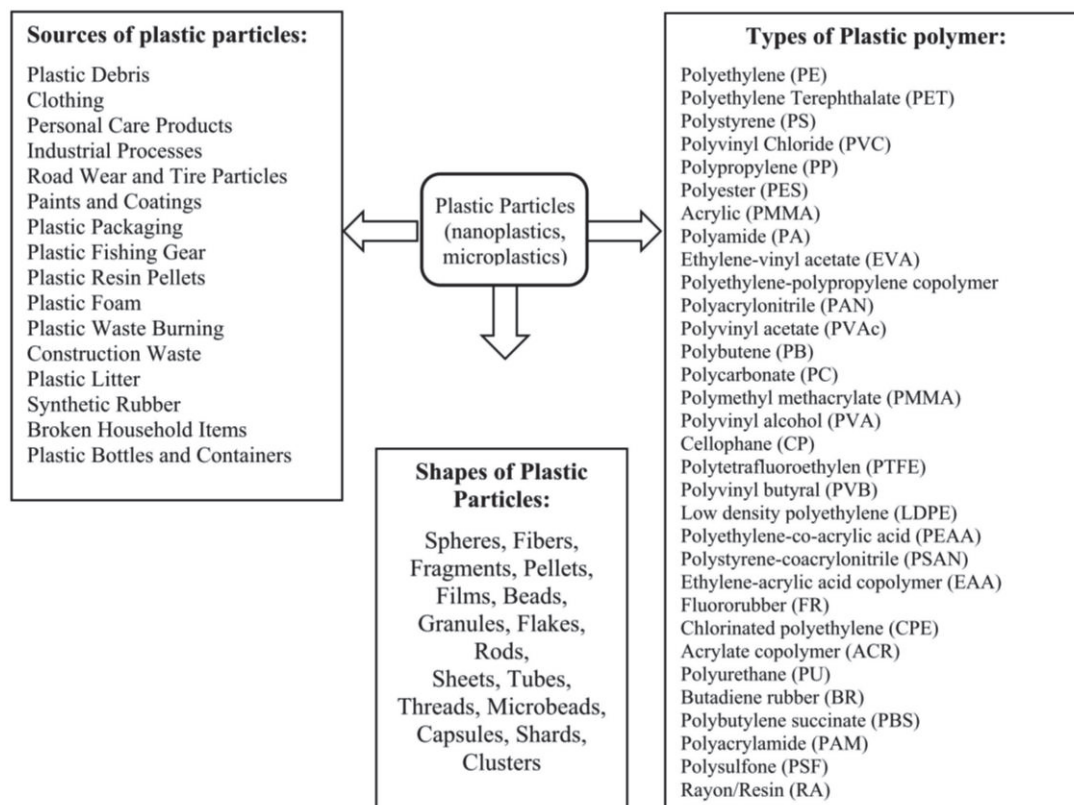 Sources of plastic particles:
Plastic Debris
Clothing
Personal Care Products
Industrial Processes
Road Wear and Tire Particles
Paints and Coatings
Plastic Packaging
Plastic Fishing Gear
Plastic Resin Pellets
Plastic Foam
Plastic Waste Burning
Construction Waste
Plastic Litter
Synthetic Rubber
Broken Household Items
Plastic Bottles and Containers
Plastic Particles
(nanoplastics,
microplastics)
Shapes of Plastic
Particles:
Spheres, Fibers,
Fragments, Pellets,
Films, Beads,
Granules, Flakes,
Rods,
Sheets, Tubes,
Threads, Microbeads,
Capsules, Shards,
Clusters
Types of Plastic polymer:
Polyethylene (PE)
Polyethylene Terephthalate (PET)
Polystyrene (PS)
Polyvinyl Chloride (PVC)
Polypropylene (PP)
Polyester (PES)
Acrylic (PMMA)
Polyamide (PA)
Ethylene-vinyl acetate (EVA)
Polyethylene-polypropylene copolymer
Polyacrylonitrile (PAN)
Polyvinyl acetate (PVAc)
Polybutene (PB)
Polycarbonate (PC)
Polymethyl methacrylate (PMMA)
Polyvinyl alcohol (PVA)
Cellophane (CP)
Polytetrafluoroethylen (PTFE)
Polyvinyl butyral (PVB)
Low density polyethylene (LDPE)
Polyethylene-co-acrylic acid (PEAA)
Polystyrene-coacrylonitrile (PSAN)
Ethylene-acrylic acid copolymer (EAA)
Fluororubber (FR)
Chlorinated polyethylene (CPE)
Acrylate copolymer (ACR)
Polyurethane (PU)
Butadiene rubber (BR)
Polybutylene succinate (PBS)
Polyacrylamide (PAM)
Polysulfone (PSF)
Rayon/Resin (RA)